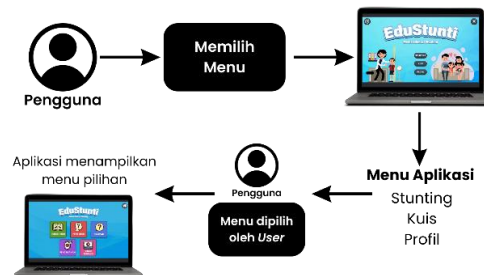 Pengguna
Memilih
Menu
EduStunti
Menu Aplikasi
Stunting
Kuis
Profil
Pengguna
Menu dipilih
oleh User
Aplikasi menampilkan
menu pilihan
EduStunti